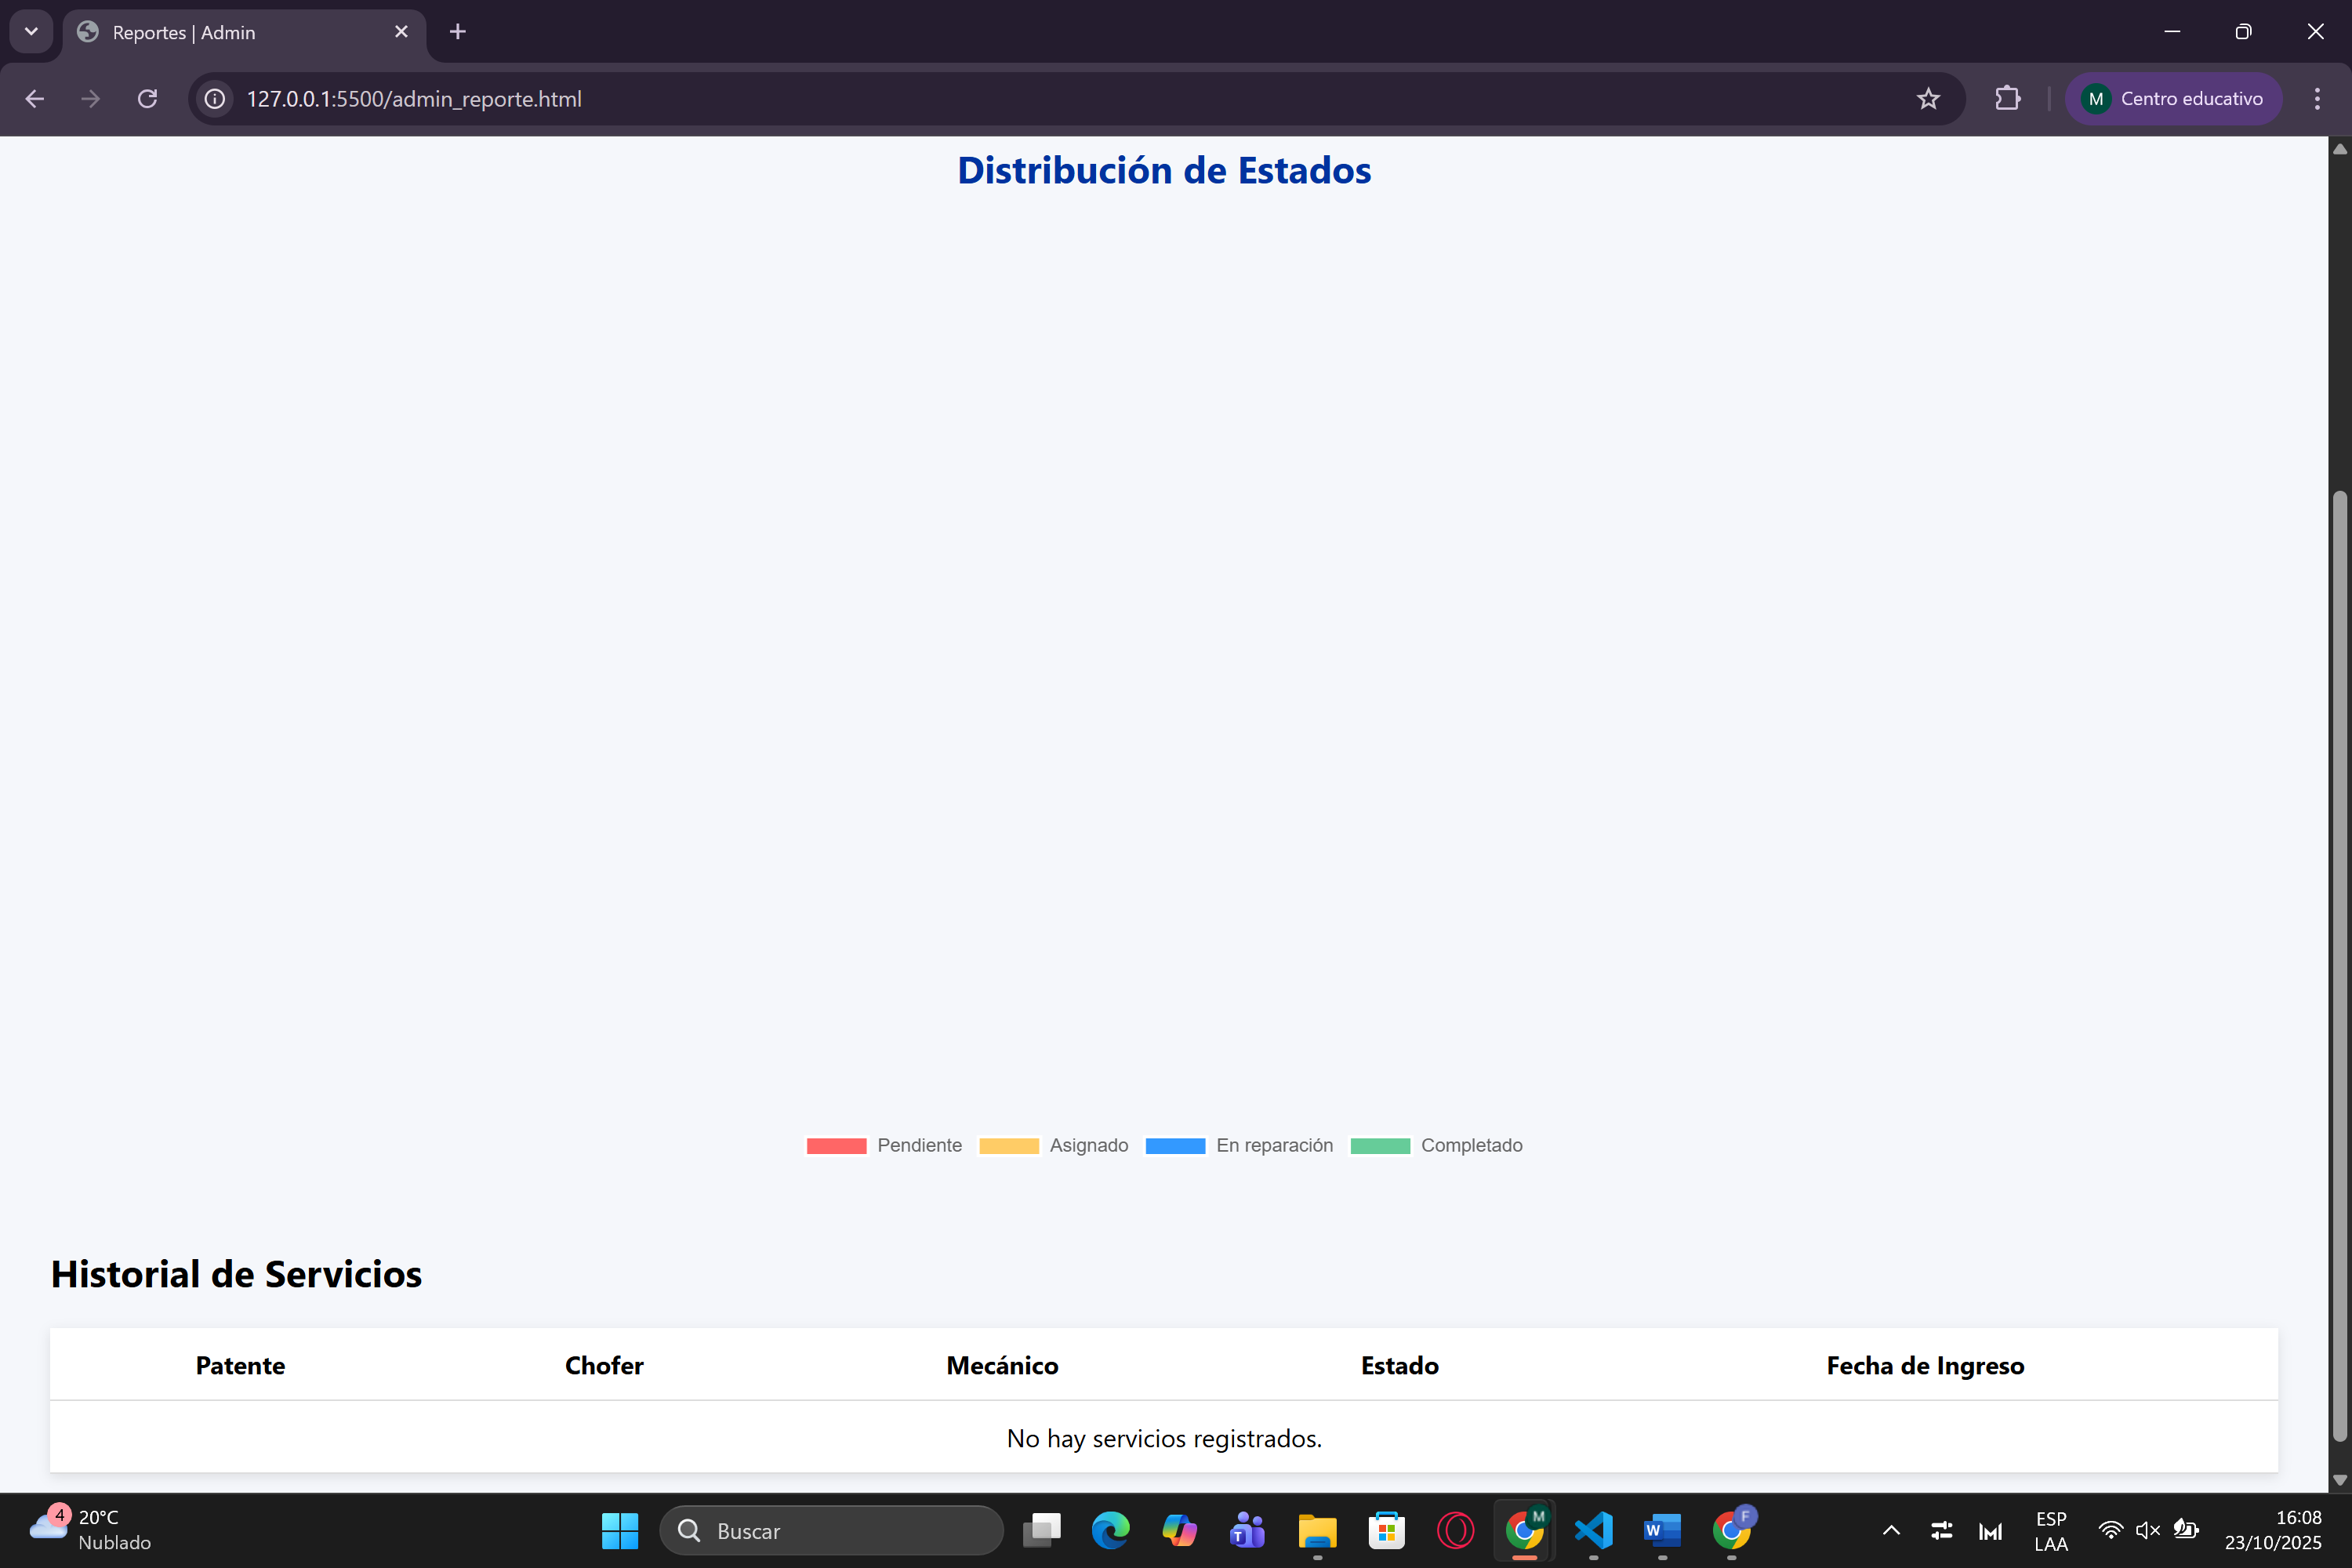 Reportes | Admin
127.0.0.1:5500/admin_reporte.html
M Centro educativo
Distribución de Estados
Pendiente Asignado En reparación Completado
Historial de Servicios
Patente Chofer Mecánico Estado Fecha de Ingreso
No hay servicios registrados.
4 20°C
Nublado
Buscar
T
M
W
F
ESP
LAA
16:08
23/10/2025